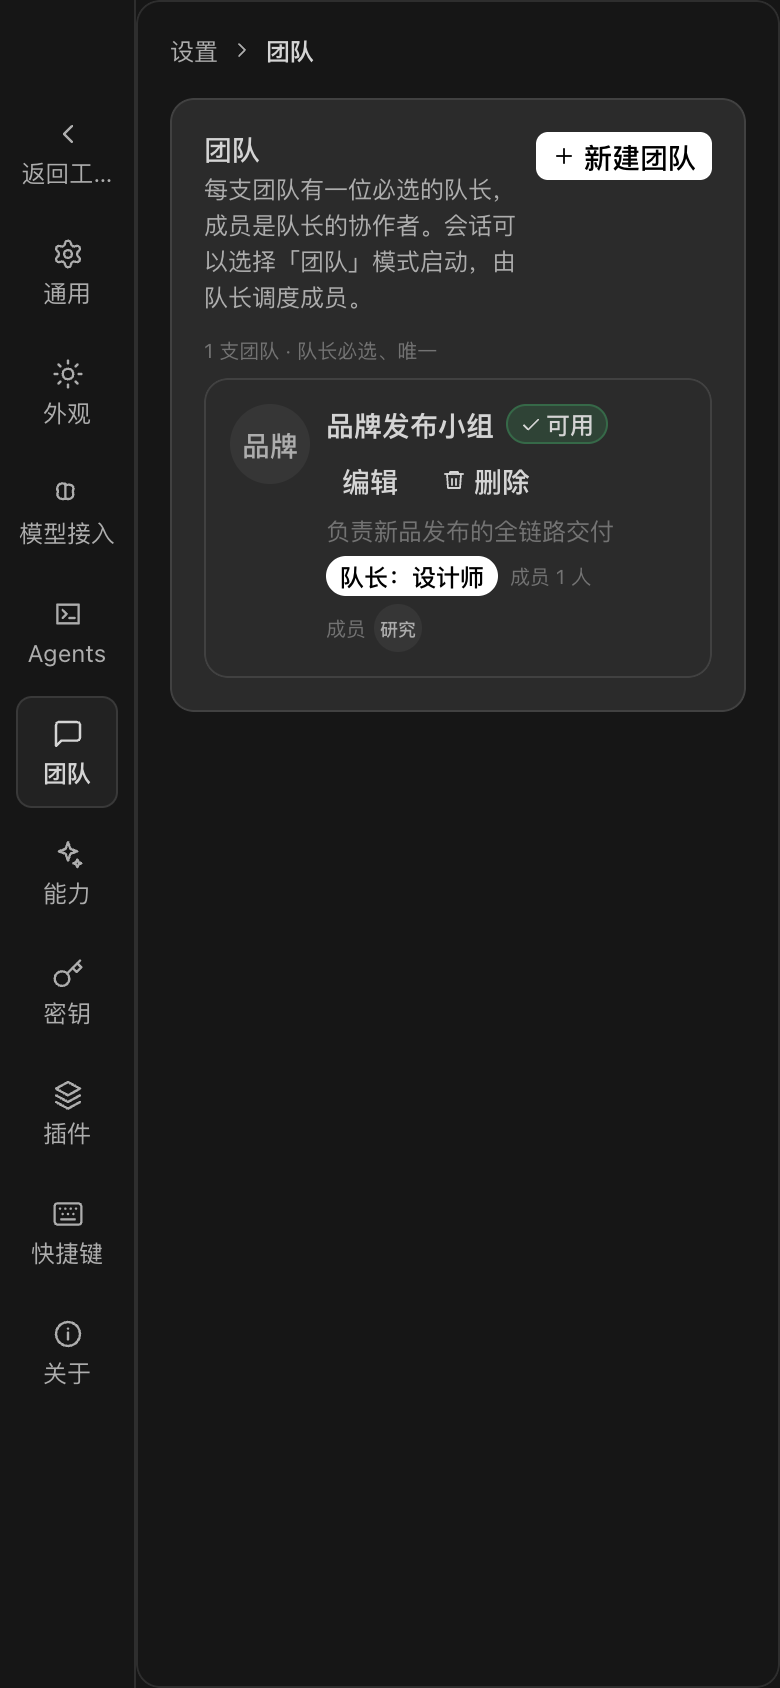 设置 > 团队
返回工...
通用
外观
模型接入
Agents
团队
能力
密钥
插件
快捷键
关于
团队
+ 新建团队
每支团队有一位必选的队长，
成员是队长的协作者。会话可
以选择「团队」模式启动，由
队长调度成员。
1 支团队 · 队长必选、唯一
品牌
品牌发布小组
可用
编辑
删除
负责新品发布的全链路交付
队长：设计师
成员 1 人
成员
研究